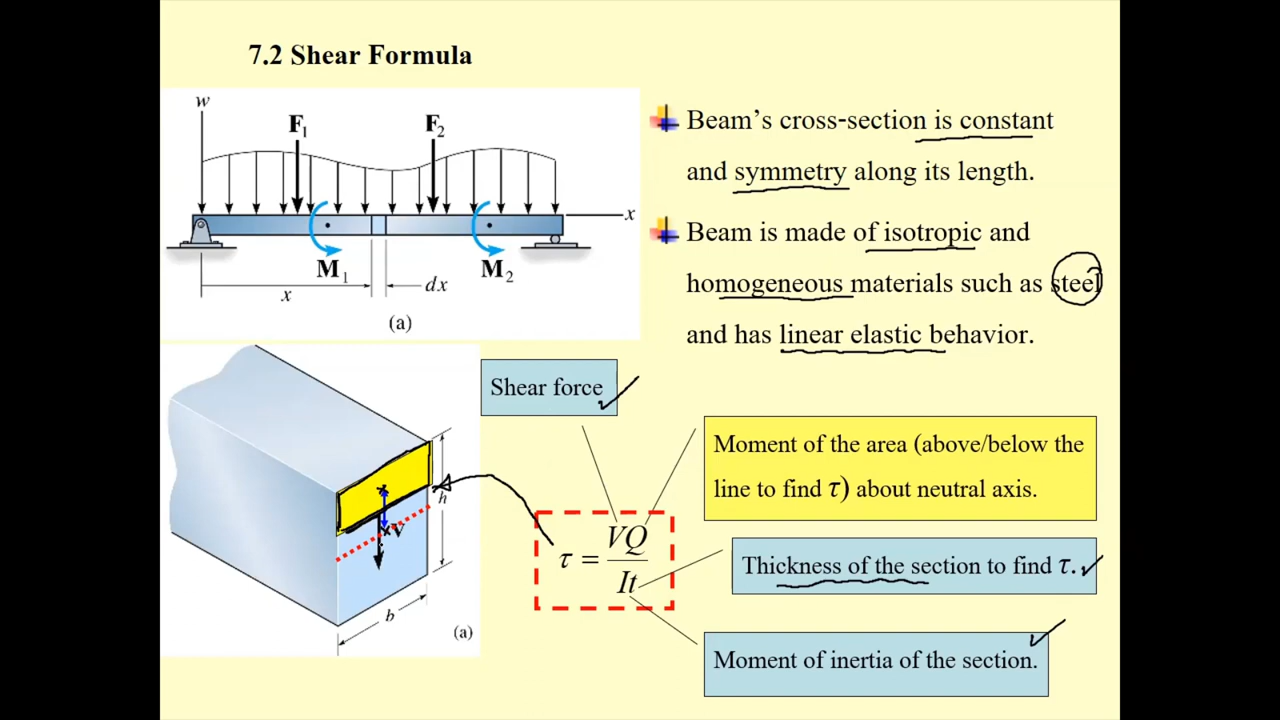 7.2 Shear Formula
w
F1
F2
x
M1
M2
x
dx
(a)
Beam's cross-section is constant
and symmetry along its length.
Beam is made of isotropic and
homogeneous materials such as steel
and has linear elastic behavior.
Shear force
Moment of the area (above/below the
line to find τ) about neutral axis.
h
V
τ = VQ
It
Thickness of the section to find τ.
b
(a)
Moment of inertia of the section.